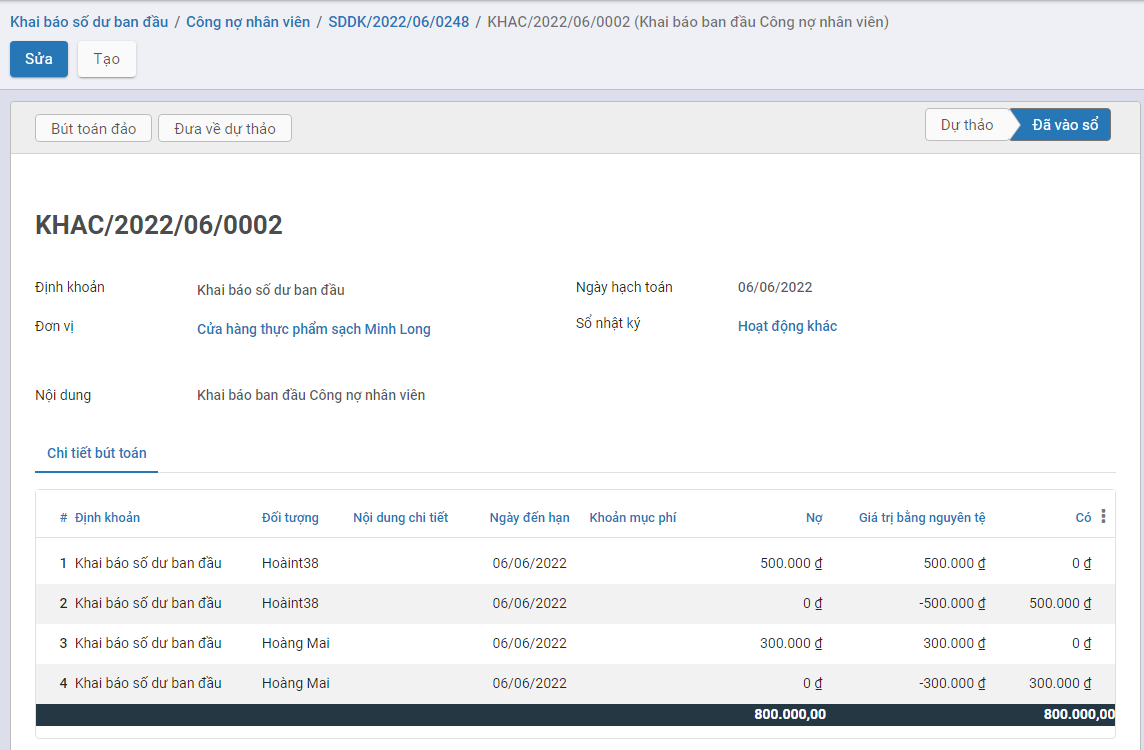 Khai báo số dư ban đầu / Công nợ nhân viên / SDDK/2022/06/0248 / KHAC/2022/06/0002 (Khai báo ban đầu Công nợ nhân viên)
Sửa Tạo
Bút toán đảo Đưa về dự thảo Dự thảo Đã vào sổ
KHAC/2022/06/0002
Định khoản Khai báo số dư ban đầu Ngày hạch toán 06/06/2022
Đơn vị Cửa hàng thực phẩm sạch Minh Long Sổ nhật ký Hoạt động khác
Nội dung Khai báo ban đầu Công nợ nhân viên
Chi tiết bút toán
# Định khoản Đối tượng Nội dung chi tiết Ngày đến hạn Khoản mục phí Nợ Giá trị bằng nguyên tệ Có
1 Khai báo số dư ban đầu Hoàint38 06/06/2022 500.000 ₫ 500.000 ₫ 0 ₫
2 Khai báo số dư ban đầu Hoàint38 06/06/2022 0 ₫ -500.000 ₫ 500.000 ₫
3 Khai báo số dư ban đầu Hoàng Mai 06/06/2022 300.000 ₫ 300.000 ₫ 0 ₫
4 Khai báo số dư ban đầu Hoàng Mai 06/06/2022 0 ₫ -300.000 ₫ 300.000 ₫
800.000,00 800.000,00